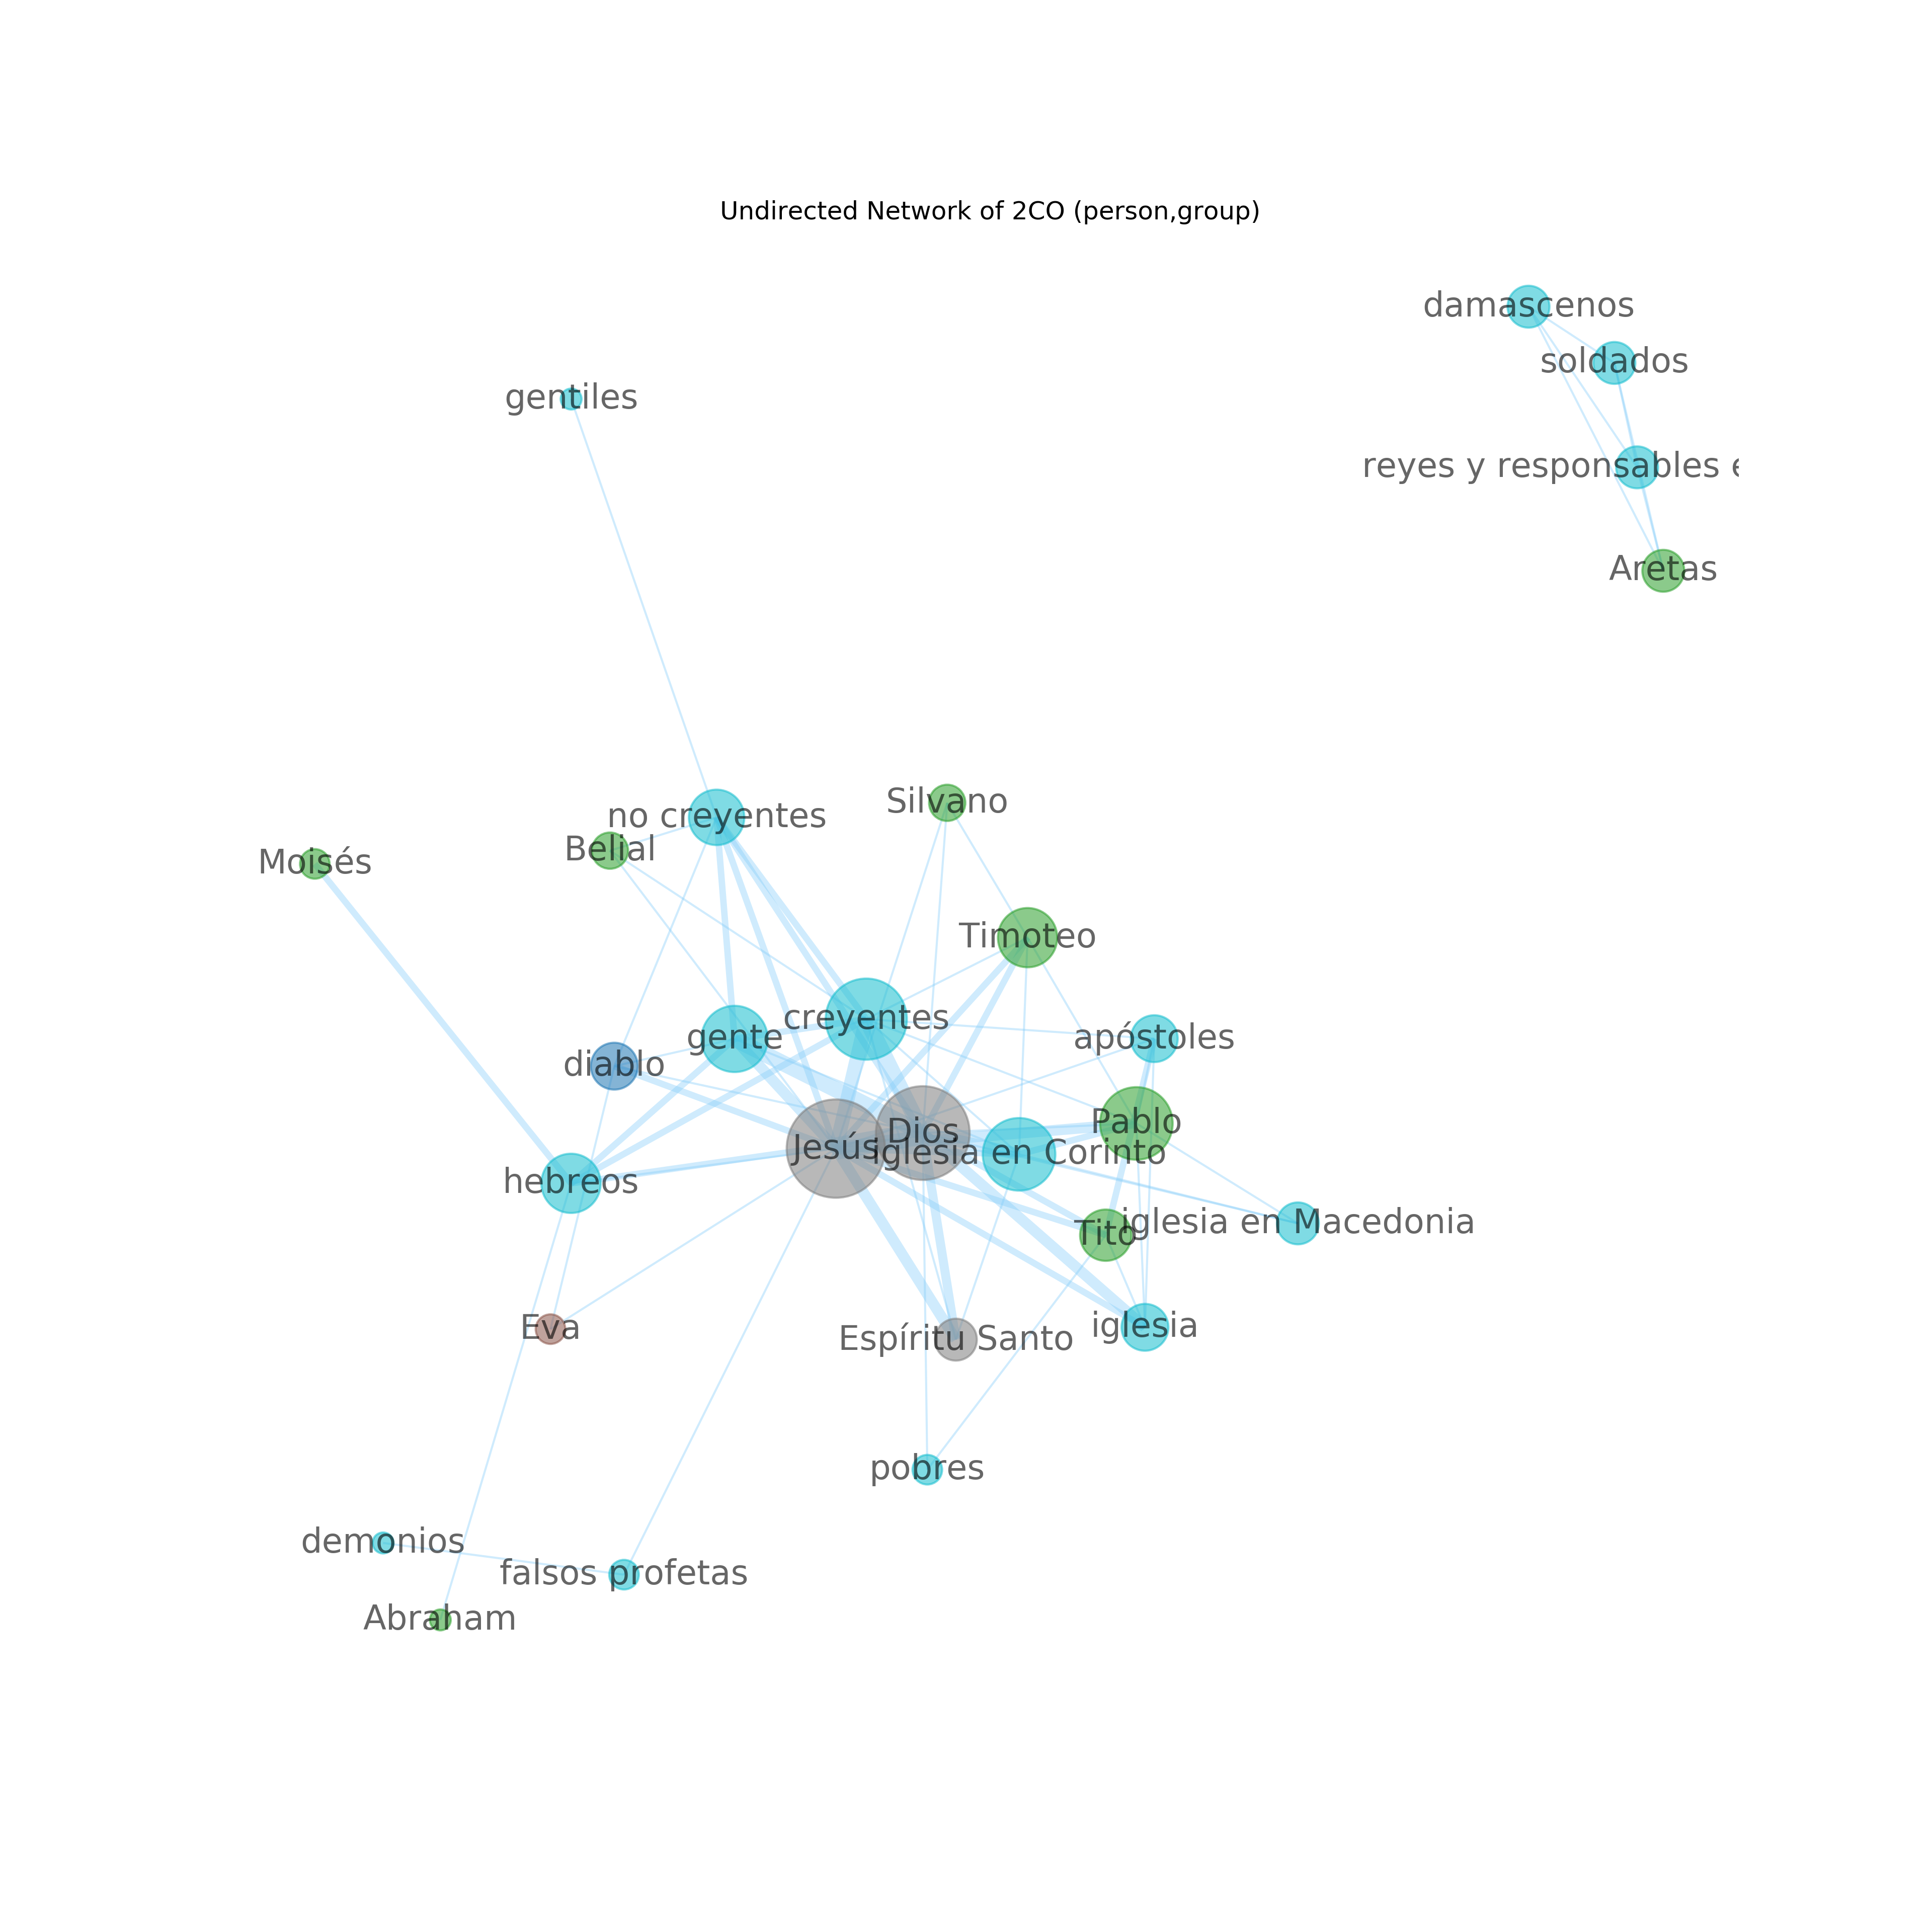 Undirected Network of 2CO (person,group)
damascenos
soldados
gentiles
reyes y responsables e
Aretas
Silvano
no creyentes
Belial
Moisés
Timoteo
creyentes
gente
apóstoles
diablo
Pablo
Dios
Jesús
iglesia en Corinto
hebreos
iglesia en Macedonia
Tito
Eva
iglesia
Espíritu Santo
pobres
demonios
falsos profetas
Abraham